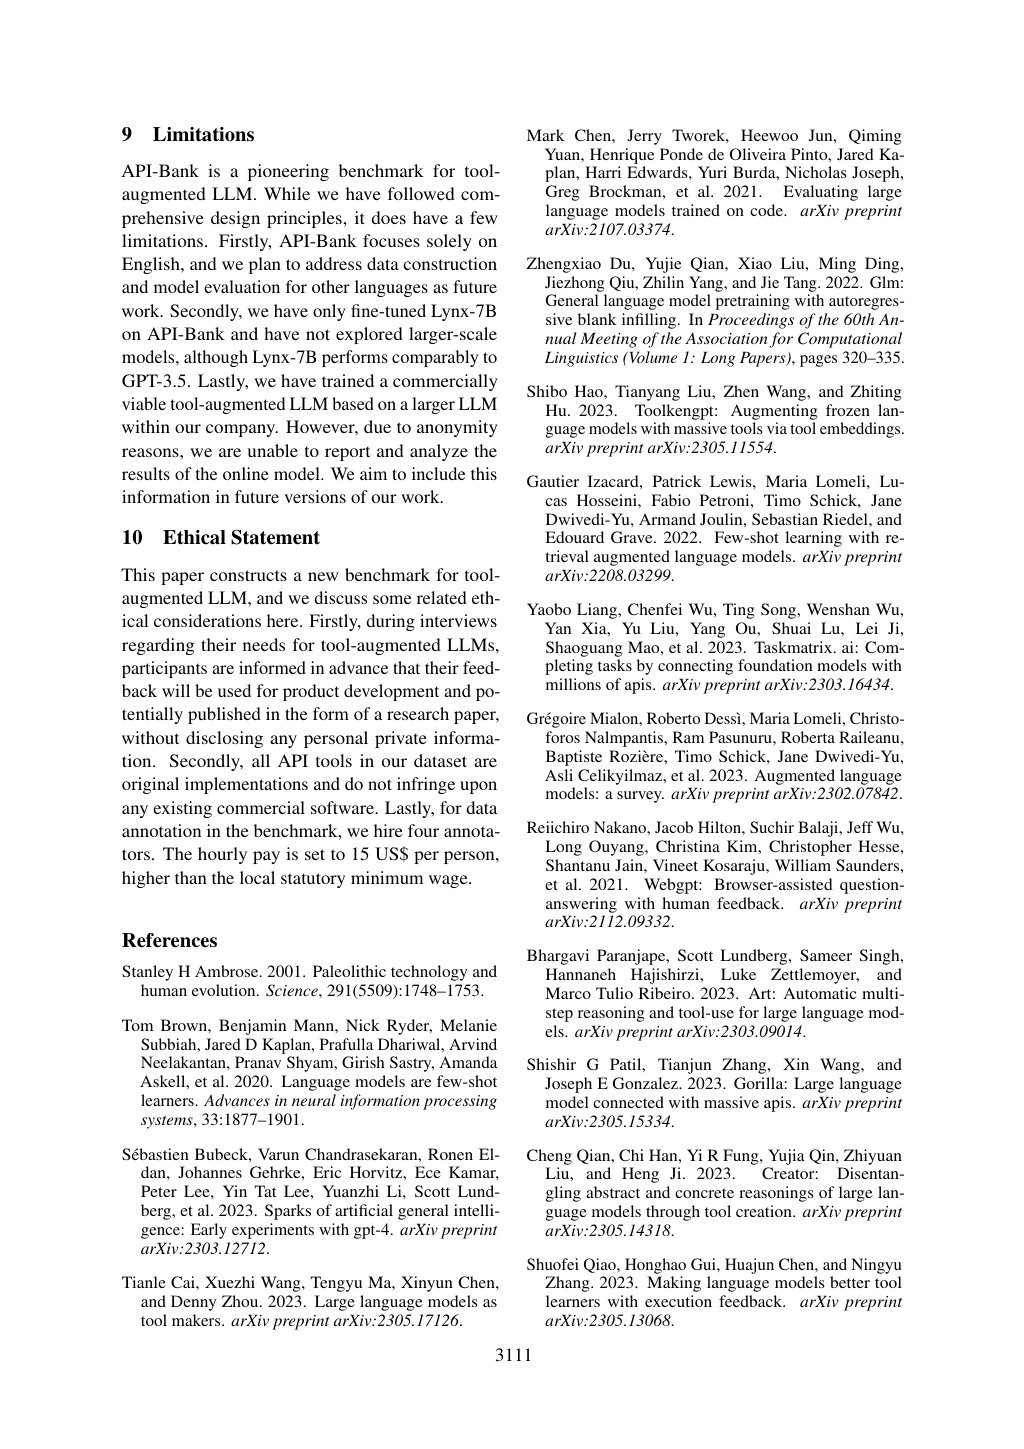 9 Limitations
API-Bank is a pioneering benchmark for tool-
augmented LLM. While we have followed com-
prehensive design principles, it does have a few
limitations. Firstly, API-Bank focuses solely on
English, and we plan to address data construction
and model evaluation for other languages as future
work. Secondly, we have only fine-tuned Lynx-7B
on API-Bank and have not explored larger-scale
models, although Lynx-7B performs comparably to
GPT-3.5. Lastly, we have trained a commercially
viable tool-augmented LLM based on a larger LLM
within our company. However, due to anonymity
reasons, we are unable to report and analyze the
results of the online model. We aim to include this
information in future versions of our work.
10 Ethical Statement
This paper constructs a new benchmark for tool-
augmented LLM, and we discuss some related eth-
ical considerations here. Firstly, during interviews
regarding their needs for tool-augmented LLMs,
participants are informed in advance that their feed-
back will be used for product development and po-
tentially published in the form of a research paper,
without disclosing any personal private informa-
tion. Secondly, all API tools in our dataset are
original implementations and do not infringe upon
any existing commercial software. Lastly, for data
annotation in the benchmark, we hire four annota-
tors. The hourly pay is set to 15 US$ per person,
higher than the local statutory minimum wage.
References
Stanley H Ambrose. 2001. Paleolithic technology and
human evolution. Science, 291(5509):1748–1753.
Tom Brown, Benjamin Mann, Nick Ryder, Melanie
Subbiah, Jared D Kaplan, Prafulla Dhariwal, Arvind
Neelakantan, Pranav Shyam, Girish Sastry, Amanda
Askell, et al. 2020. Language models are few-shot
learners. Advances in neural information processing
systems, 33:1877–1901.
Sébastien Bubeck, Varun Chandrasekaran, Ronen El-
dan, Johannes Gehrke, Eric Horvitz, Ece Kamar,
Peter Lee, Yin Tat Lee, Yuanzhi Li, Scott Lund-
berg, et al. 2023. Sparks of artificial general intelli-
gence: Early experiments with gpt-4. arXiv preprint
arXiv:2303.12712.
Tianle Cai, Xuezhi Wang, Tengyu Ma, Xinyun Chen,
and Denny Zhou. 2023. Large language models as
tool makers. arXiv preprint arXiv:2305.17126.
Mark Chen, Jerry Tworek, Heewoo Jun, Qiming
Yuan, Henrique Ponde de Oliveira Pinto, Jared Ka-
plan, Harri Edwards, Yuri Burda, Nicholas Joseph,
Greg Brockman, et al. 2021. Evaluating large
language models trained on code. arXiv preprint
arXiv:2107.03374.
Zhengxiao Du, Yujie Qian, Xiao Liu, Ming Ding,
Jiezhong Qiu, Zhilin Yang, and Jie Tang. 2022. Glm:
General language model pretraining with autoregres-
sive blank infilling. In Proceedings of the 60th An-
nual Meeting of the Association for Computational
Linguistics (Volume 1: Long Papers), pages 320–335.
Shibo Hao, Tianyang Liu, Zhen Wang, and Zhiting
Hu. 2023. Toolkengpt: Augmenting frozen lan-
guage models with massive tools via tool embeddings.
arXiv preprint arXiv:2305.11554.
Gautier Izacard, Patrick Lewis, Maria Lomeli, Lu-
cas Hosseini, Fabio Petroni, Timo Schick, Jane
Dwivedi-Yu, Armand Joulin, Sebastian Riedel, and
Edouard Grave. 2022. Few-shot learning with re-
trieval augmented language models. arXiv preprint
arXiv:2208.03299.
Yaobo Liang, Chenfei Wu, Ting Song, Wenshan Wu,
Yan Xia, Yu Liu, Yang Ou, Shuai Lu, Lei Ji,
Shaoguang Mao, et al. 2023. Taskmatrix. ai: Com-
pleting tasks by connecting foundation models with
millions of apis. arXiv preprint arXiv:2303.16434.
Grégoire Mialon, Roberto Dessì, Maria Lomeli, Christo-
foros Nalmpantis, Ram Pasunuru, Roberta Raileanu,
Baptiste Rozière, Timo Schick, Jane Dwivedi-Yu,
Asli Celikyilmaz, et al. 2023. Augmented language
models: a survey. arXiv preprint arXiv:2302.07842.
Reiichiro Nakano, Jacob Hilton, Suchir Balaji, Jeff Wu,
Long Ouyang, Christina Kim, Christopher Hesse,
Shantanu Jain, Vineet Kosaraju, William Saunders,
et al. 2021. Webgpt: Browser-assisted question-
answering with human feedback. arXiv preprint
arXiv:2112.09332.
Bhargavi Paranjape, Scott Lundberg, Sameer Singh,
Hannaneh Hajishirzi, Luke Zettlemoyer, and
Marco Tulio Ribeiro. 2023. Art: Automatic multi-
step reasoning and tool-use for large language mod-
els. arXiv preprint arXiv:2303.09014.
Shishir G Patil, Tianjun Zhang, Xin Wang, and
Joseph E Gonzalez. 2023. Gorilla: Large language
model connected with massive apis. arXiv preprint
arXiv:2305.15334.
Cheng Qian, Chi Han, Yi R Fung, Yujia Qin, Zhiyuan
Liu, and Heng Ji. 2023. Creator: Disentan-
gling abstract and concrete reasonings of large lan-
guage models through tool creation. arXiv preprint
arXiv:2305.14318.
Shuofei Qiao, Honghao Gui, Huajun Chen, and Ningyu
Zhang. 2023. Making language models better tool
learners with execution feedback. arXiv preprint
arXiv:2305.13068.
3111